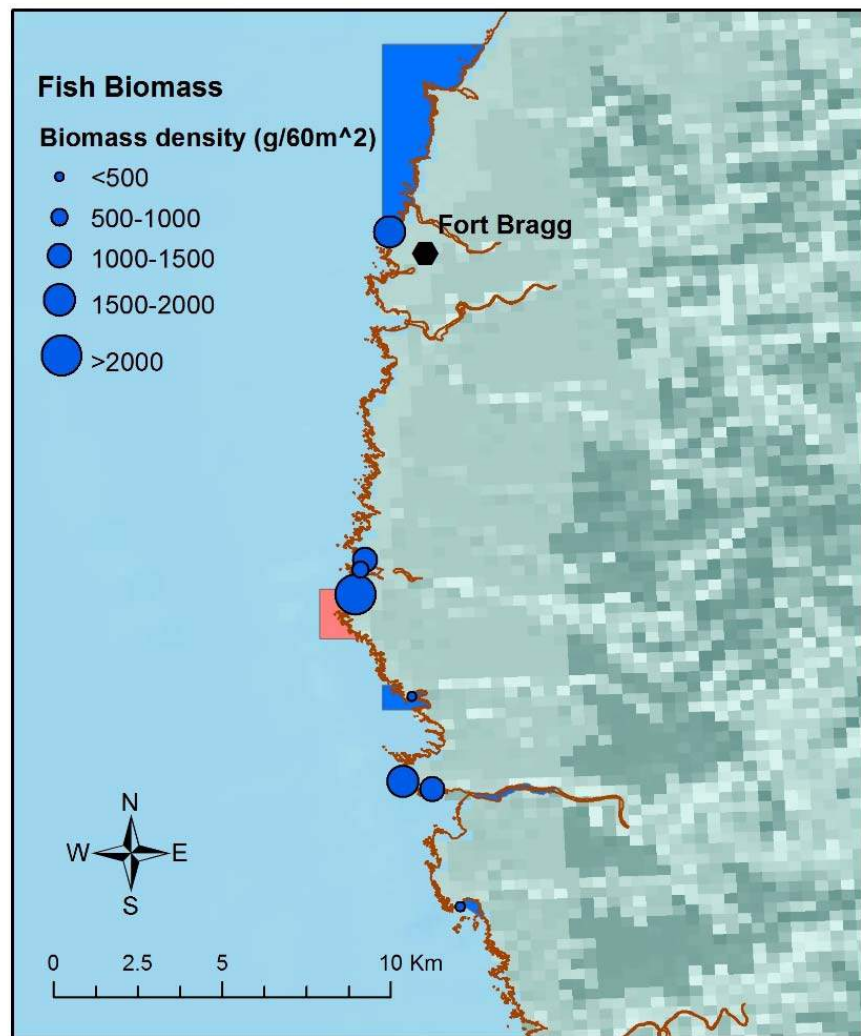 Fish Biomass
Biomass density (g/60m^2)
<500
500-1000
1000-1500
1500-2000
>2000
Fort Bragg
N
W E
S
0 2.5 5 10 Km